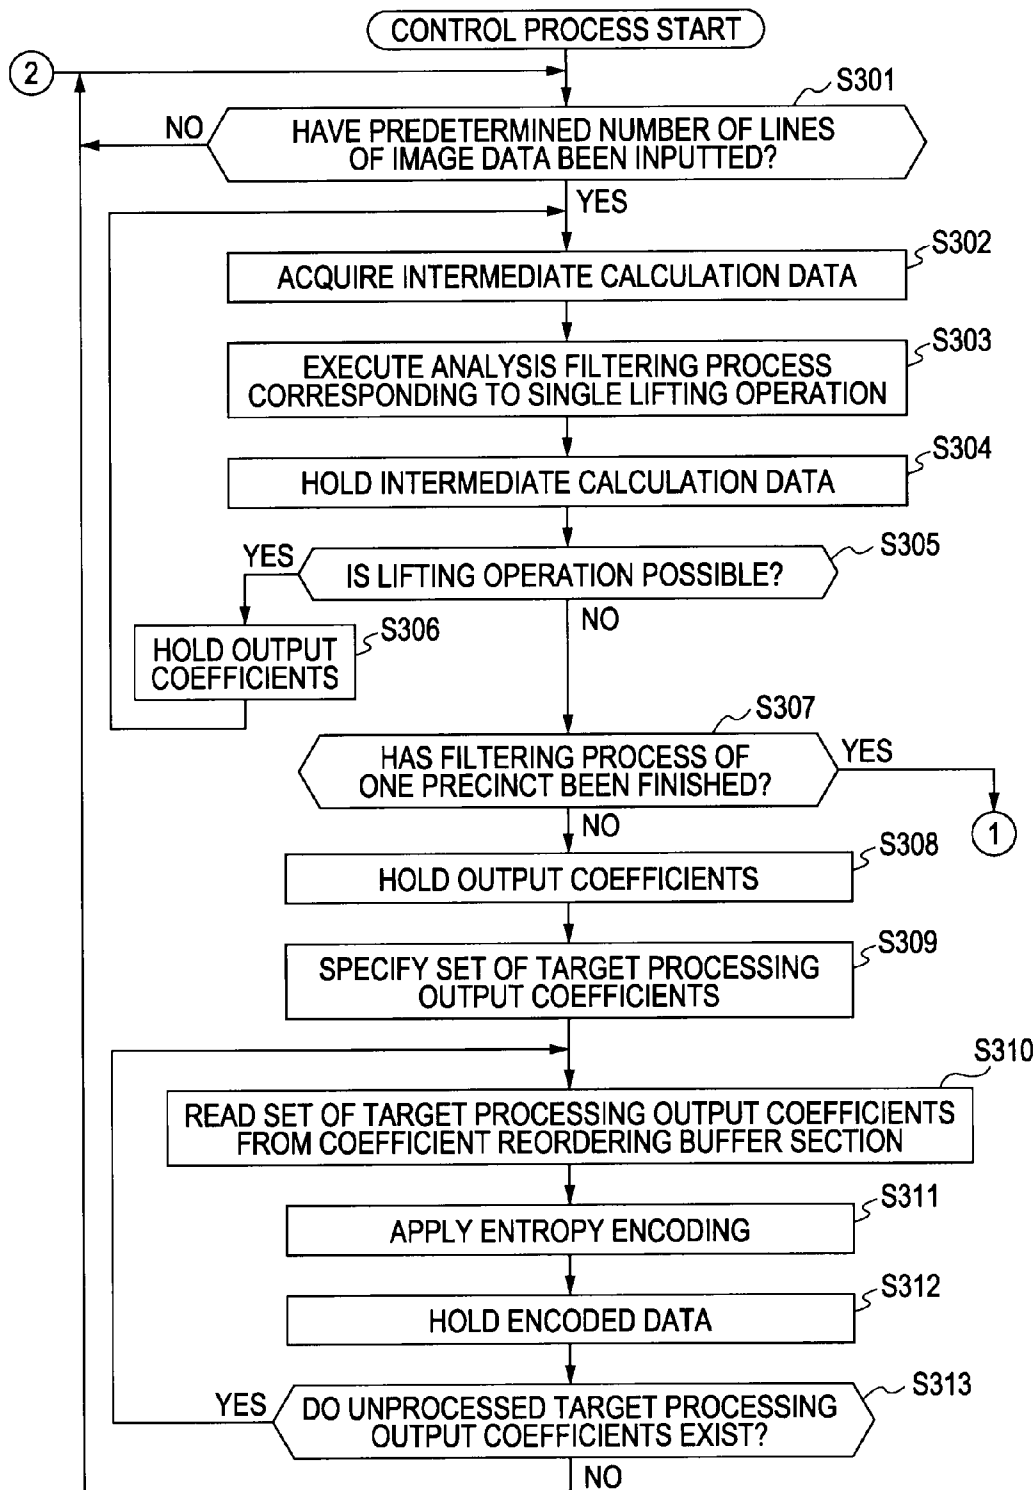 CONTROL PROCESS START
2
S301
NO
HAVE PREDETERMINED NUMBER OF LINES
OF IMAGE DATA BEEN INPUTTED?
YES
S302
ACQUIRE INTERMEDIATE CALCULATION DATA
S303
EXECUTE ANALYSIS FILTERING PROCESS
CORRESPONDING TO SINGLE LIFTING OPERATION
S304
HOLD INTERMEDIATE CALCULATION DATA
S305
YES
IS LIFTING OPERATION POSSIBLE?
NO
S306
HOLD OUTPUT
COEFFICIENTS
S307
HAS FILTERING PROCESS OF
ONE PRECINCT BEEN FINISHED?
YES
1
NO
S308
HOLD OUTPUT COEFFICIENTS
S309
SPECIFY SET OF TARGET PROCESSING
OUTPUT COEFFICIENTS
S310
READ SET OF TARGET PROCESSING OUTPUT COEFFICIENTS
FROM COEFFICIENT REORDERING BUFFER SECTION
S311
APPLY ENTROPY ENCODING
S312
HOLD ENCODED DATA
S313
YES
DO UNPROCESSED TARGET PROCESSING
OUTPUT COEFFICIENTS EXIST?
NO